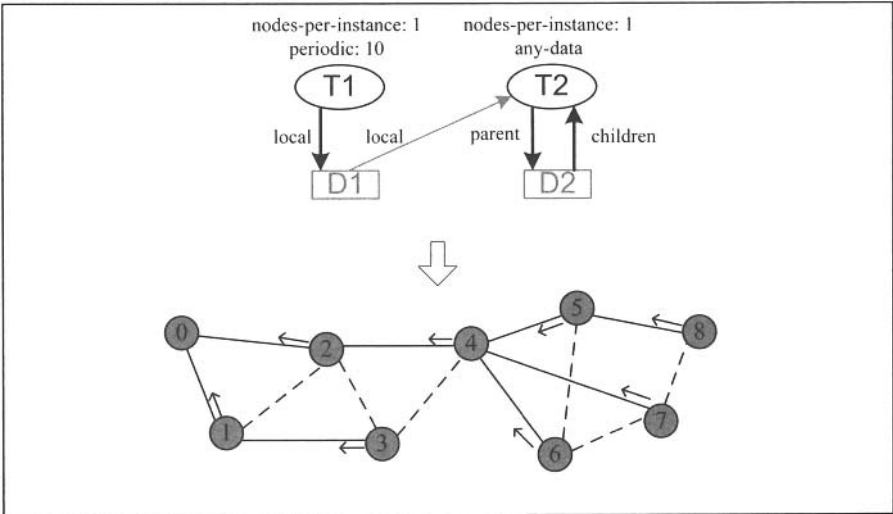 nodes-per-instance: 1
periodic: 10
nodes-per-instance: 1
any-data
T1
T2
local
local
parent
children
D1
D2
0
2
4
5
8
1
3
6
7